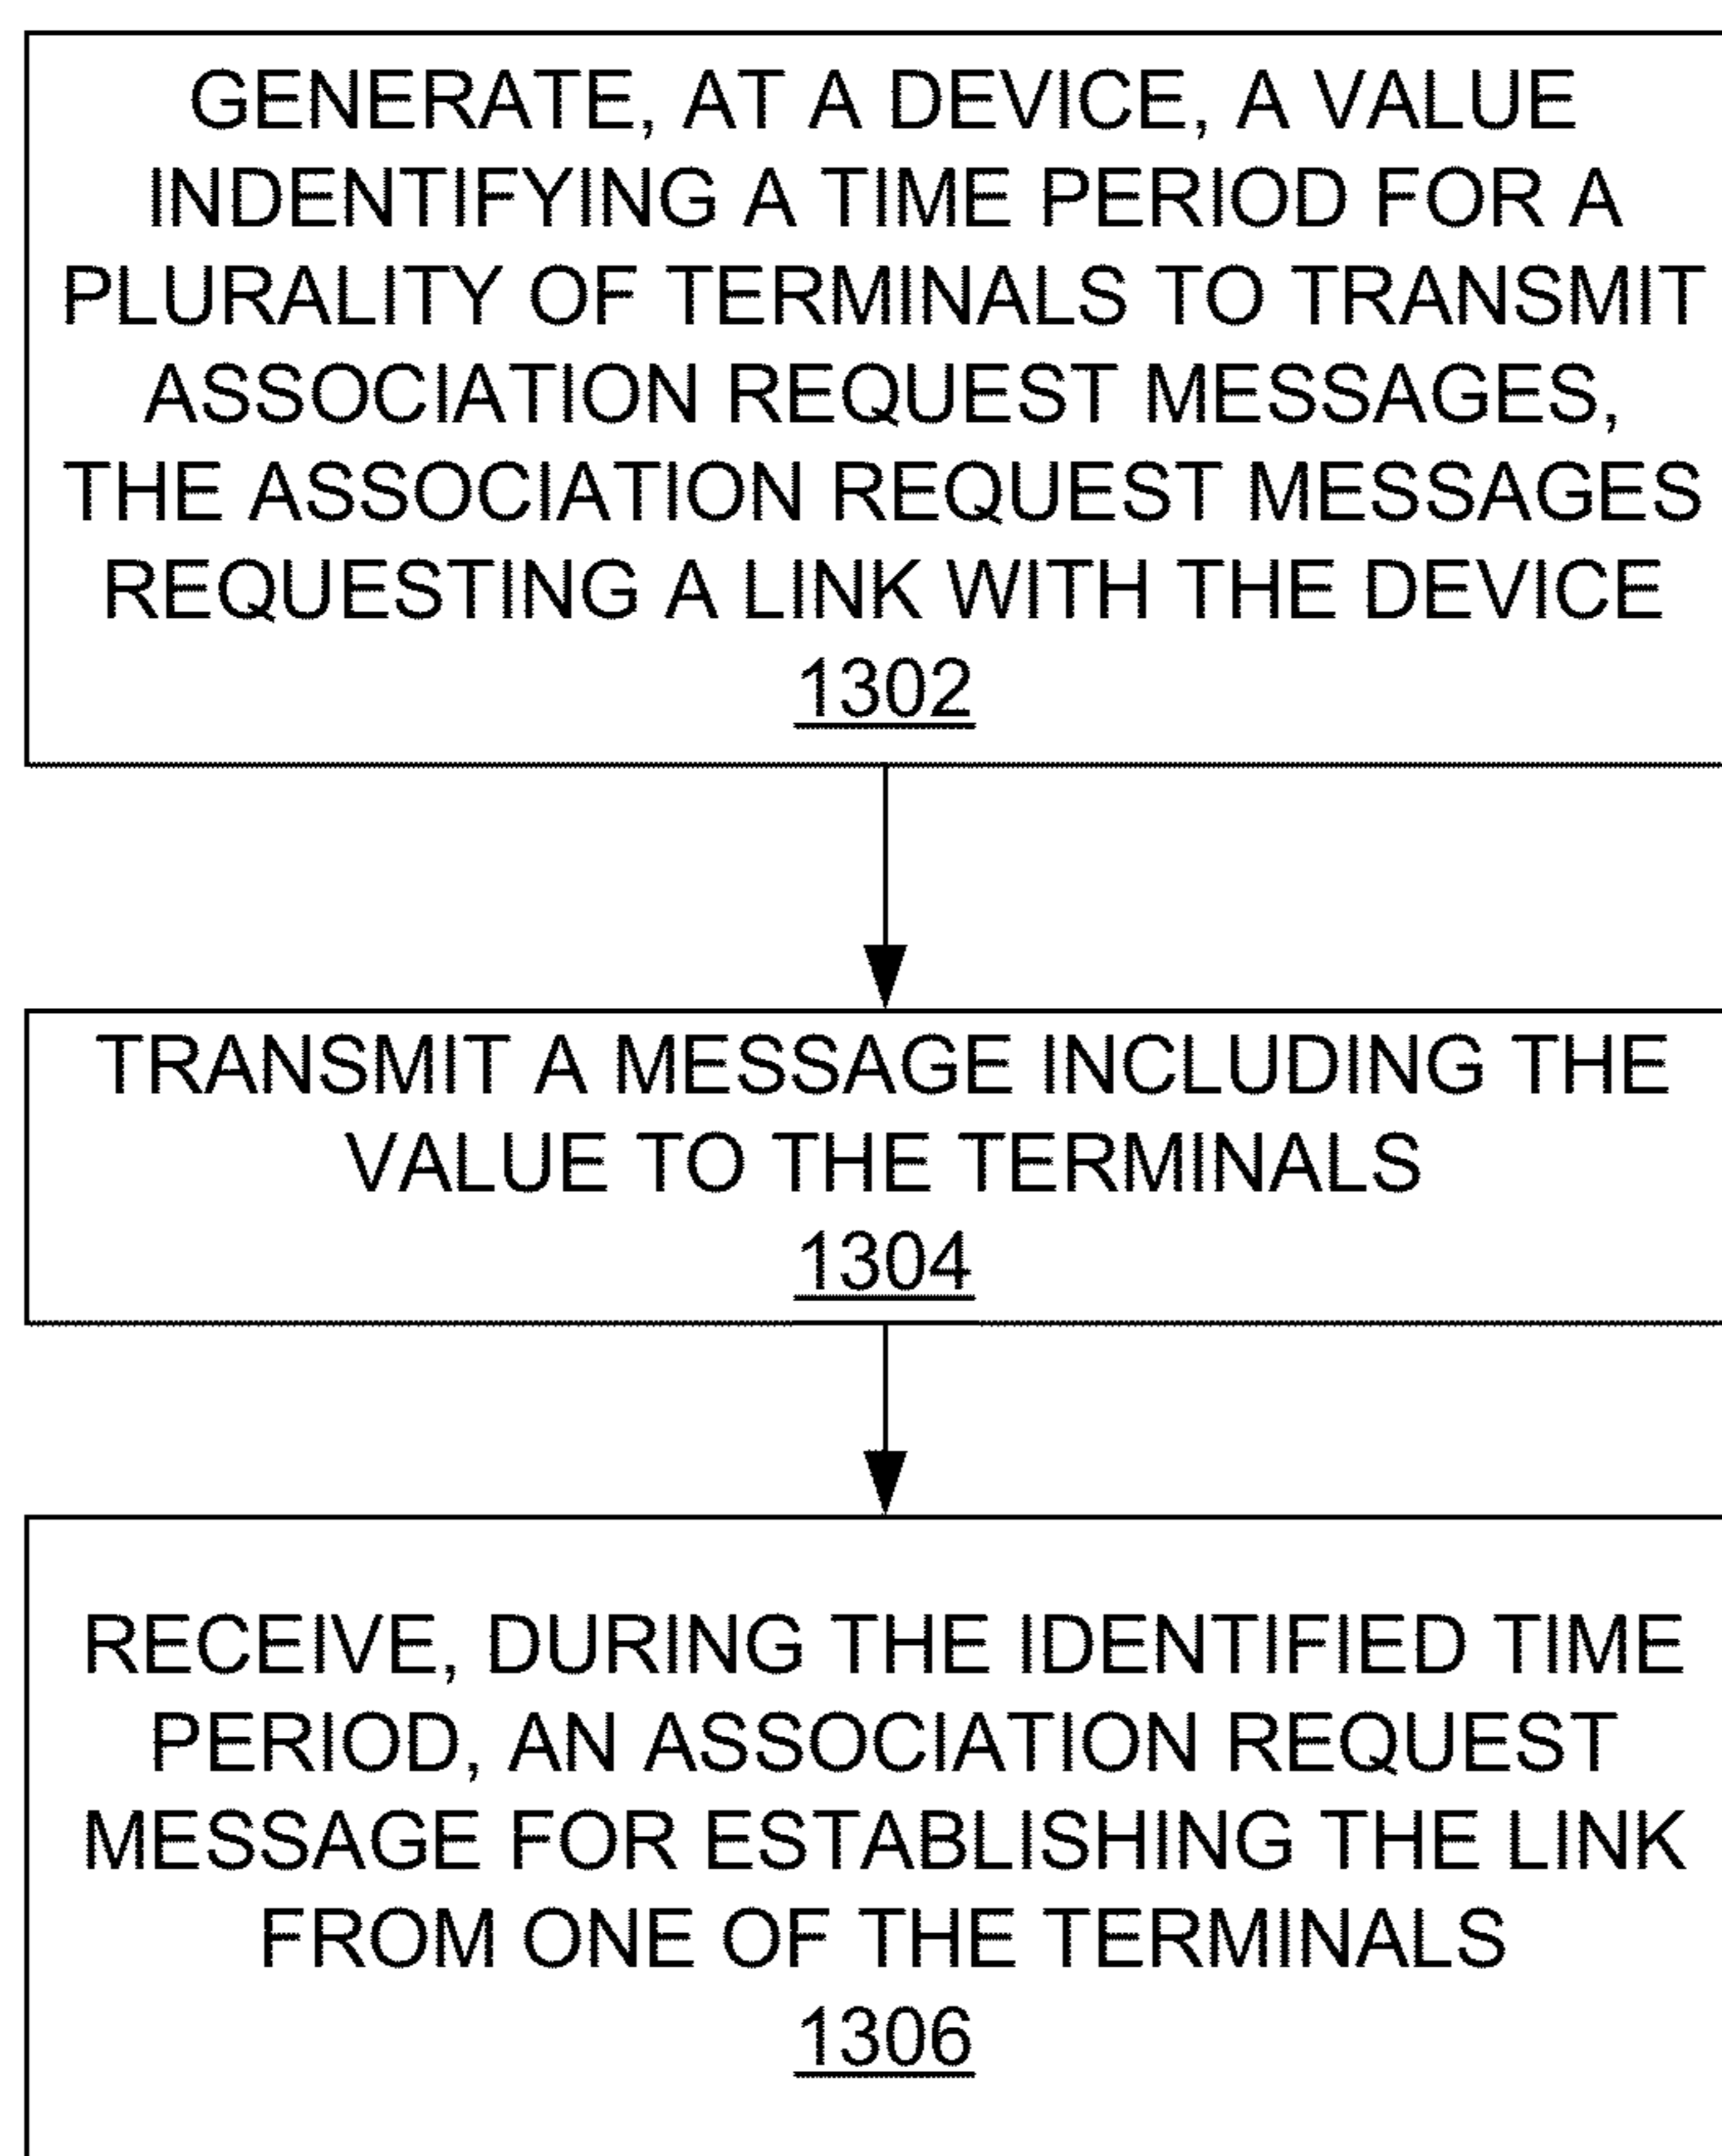 GENERATE, AT A DEVICE, A VALUE
INDENTIFYING A TIME PERIOD FOR A
PLURALITY OF TERMINALS TO TRANSMIT
ASSOCIATION REQUEST MESSAGES,
THE ASSOCIATION REQUEST MESSAGES
REQUESTING A LINK WITH THE DEVICE
1302
TRANSMIT A MESSAGE INCLUDING THE
VALUE TO THE TERMINALS
1304
RECEIVE, DURING THE IDENTIFIED TIME
PERIOD, AN ASSOCIATION REQUEST
MESSAGE FOR ESTABLISHING THE LINK
FROM ONE OF THE TERMINALS
1306